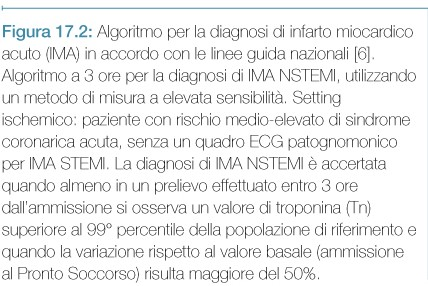 Figura 17.2: Algoritmo per la diagnosi di infarto miocardico
acuto (IMA) in accordo con le linee guida nazionali [6].
Algoritmo a 3 ore per la diagnosi di IMA NSTEMI, utilizzando
un metodo di misura a elevata sensibilità. Setting
ischemico: paziente con rischio medio-elevato di sindrome
coronarica acuta, senza un quadro ECG patognomonico
per IMA STEMI. La diagnosi di IMA NSTEMI è accertata
quando almeno in un prelievo effettuato entro 3 ore
dall'ammissione si osserva un valore di troponina (Tn)
superiore al 99° percentile della popolazione di riferimento e
quando la variazione rispetto al valore basale (ammissione
al Pronto Soccorso) risulta maggiore del 50%.